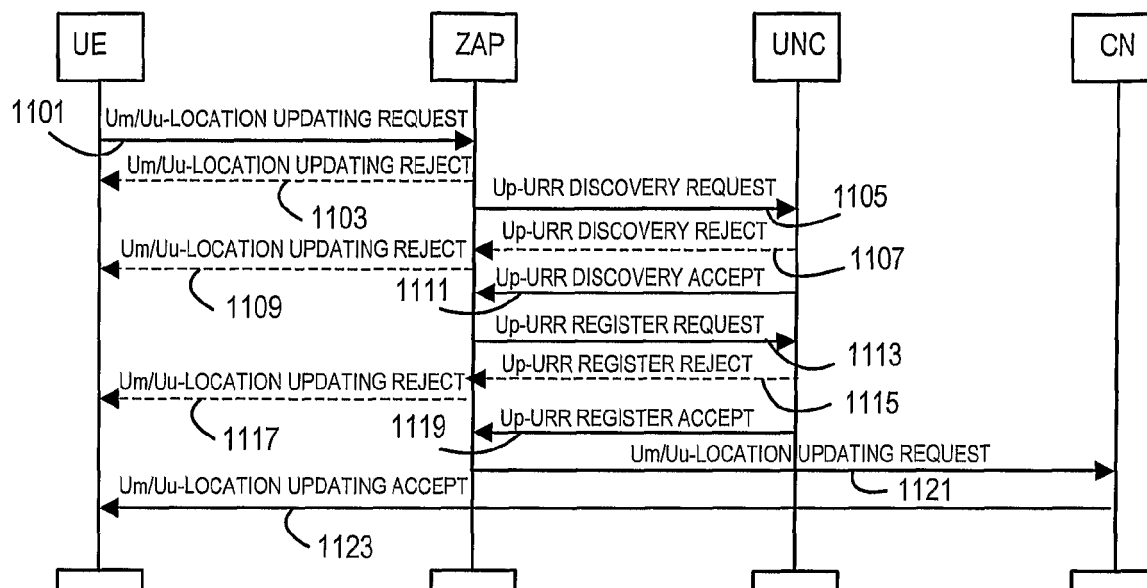 UE ZAP UNC CN
1101
Um/Uu-LOCATION UPDATING REQUEST
Um/Uu-LOCATION UPDATING REJECT
1103
Up-URR DISCOVERY REQUEST
1105
Up-URR DISCOVERY REJECT
1107
Um/Uu-LOCATION UPDATING REJECT
1109
1111
Up-URR DISCOVERY ACCEPT
Up-URR REGISTER REQUEST
1113
Up-URR REGISTER REJECT
1115
Um/Uu-LOCATION UPDATING REJECT
1117
1119
Up-URR REGISTER ACCEPT
Um/Uu-LOCATION UPDATING REQUEST
1121
Um/Uu-LOCATION UPDATING ACCEPT
1123